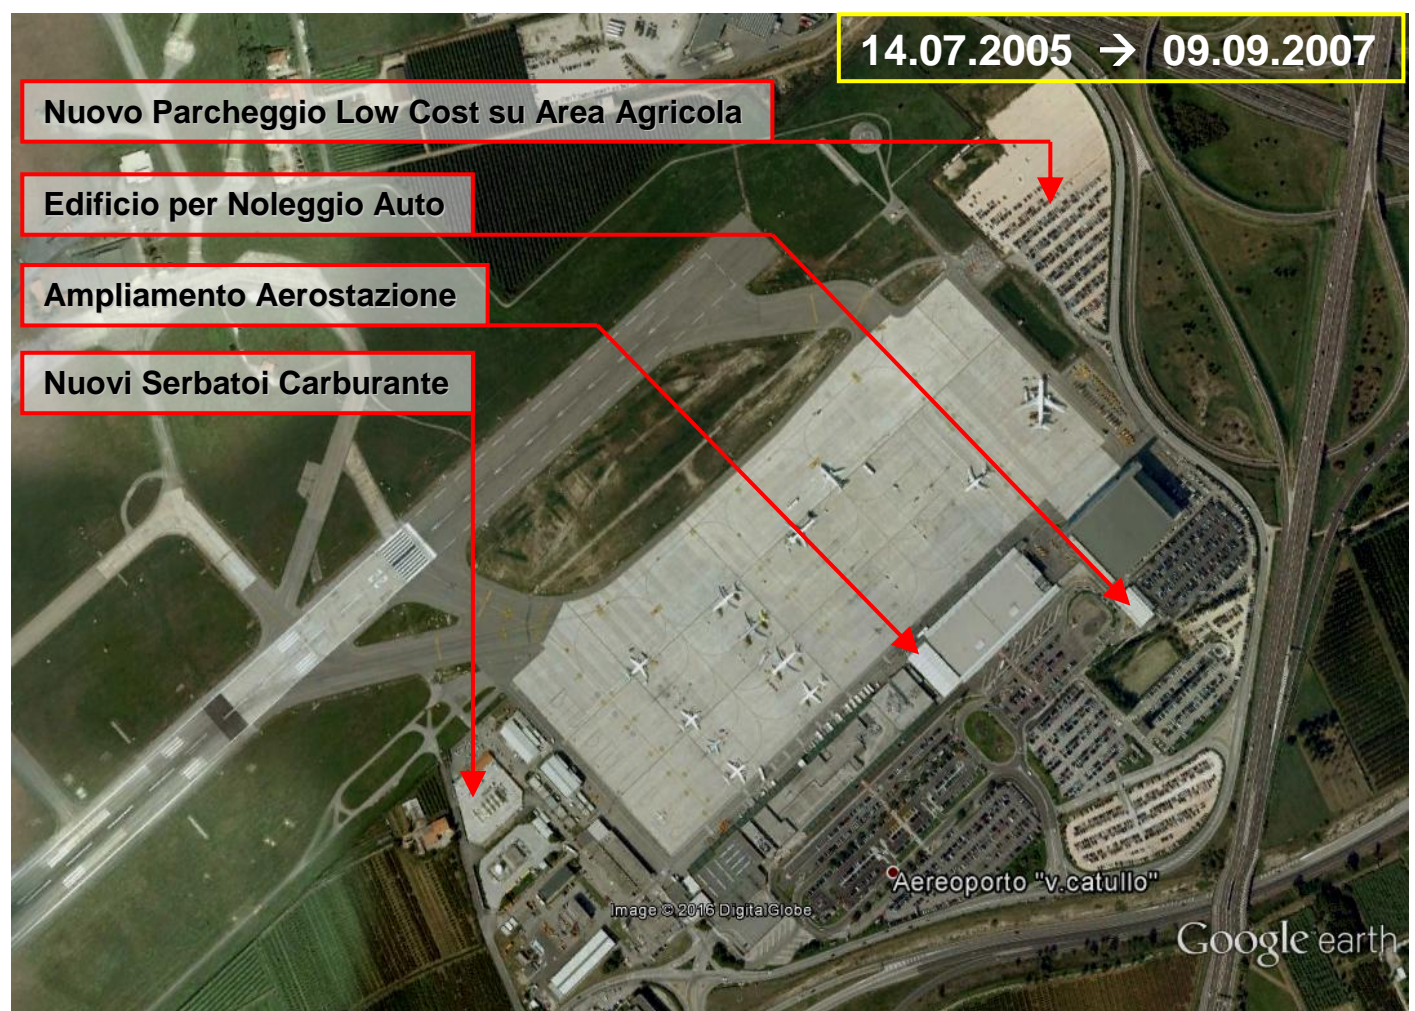 14.07.2005 → 09.09.2007
Nuovo Parcheggio Low Cost su Area Agricola
Edificio per Noleggio Auto
Ampliamento Aerostazione
Nuovi Serbatoi Carburante
22
Aereoporto "v.catullo"
Image © 2016 DigitalGlobe
Google earth